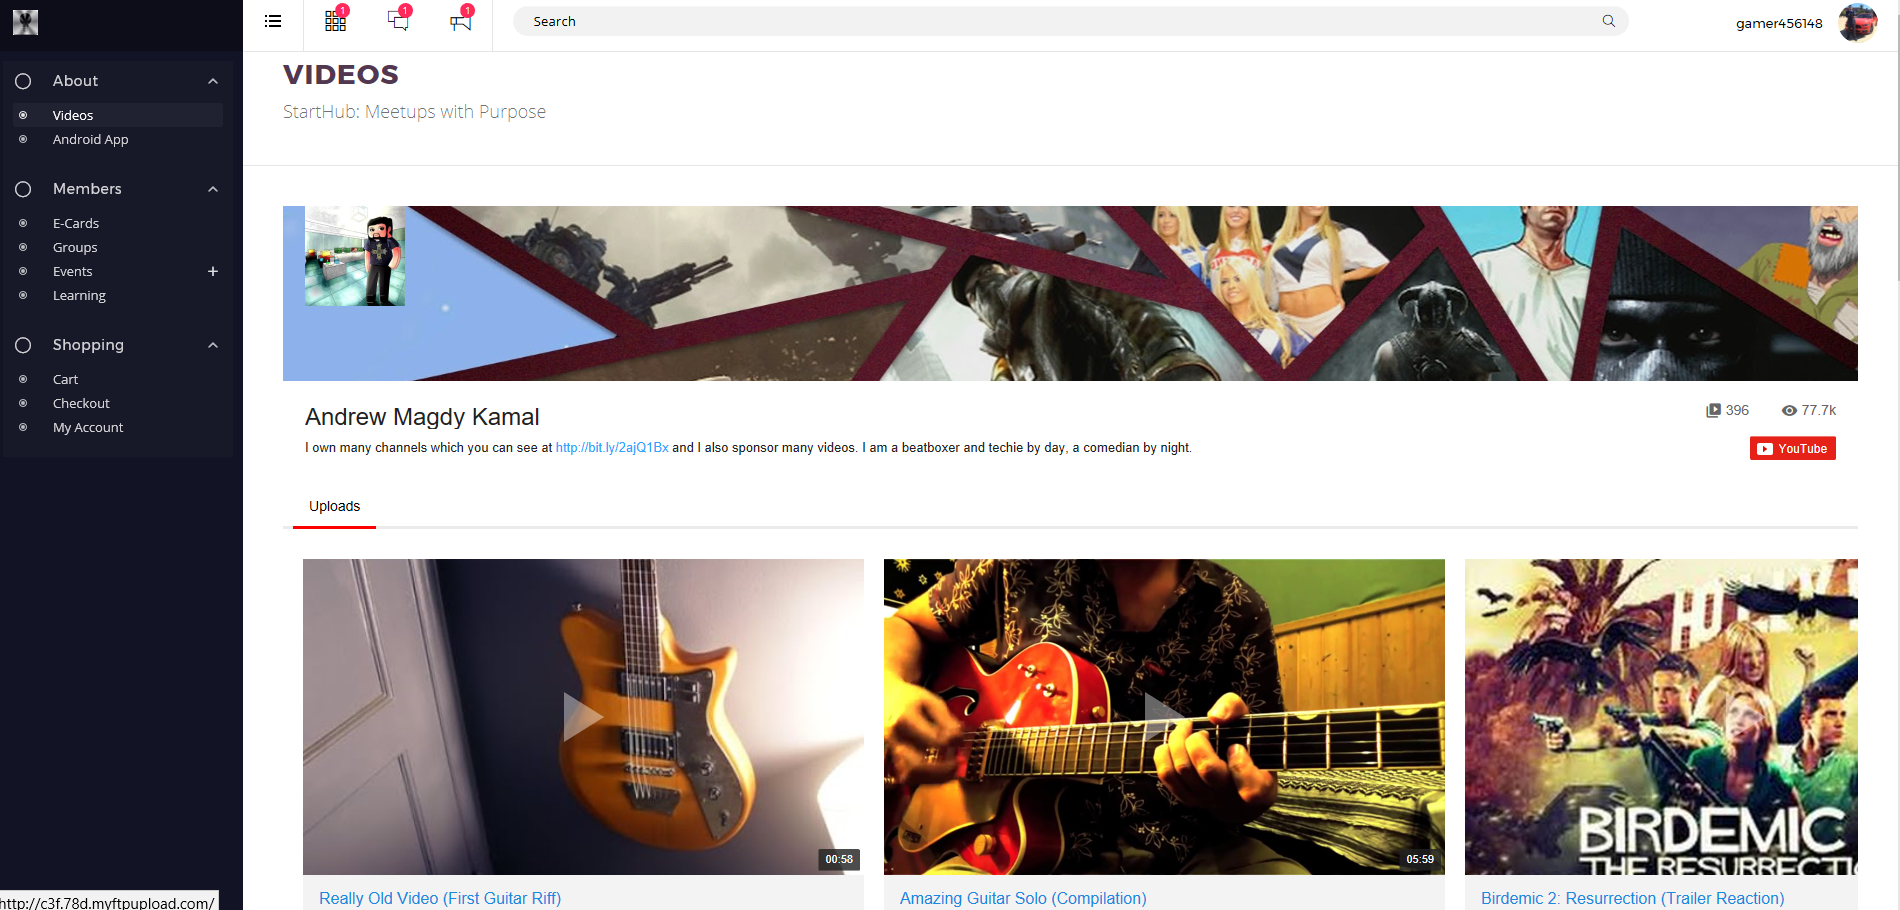 1
1
1
Search
gamer456148
About
Videos
Android App
Members
E-Cards
Groups
Events
Learning
Shopping
Cart
Checkout
My Account
VIDEOS
StartHub: Meetups with Purpose
Andrew Magdy Kamal
396
77.7k
I own many channels which you can see at http://bit.ly/2ajQ1Bx and I also sponsor many videos. I am a beatboxer and techie by day, a comedian by night.
YouTube
Uploads
00:58
05:59
BIRDEMIC
THE RESURRECTI
Really Old Video (First Guitar Riff)
Amazing Guitar Solo (Compilation)
Birdemic 2: Resurrection (Trailer Reaction)
http://c3f.78d.myftpupload.com/